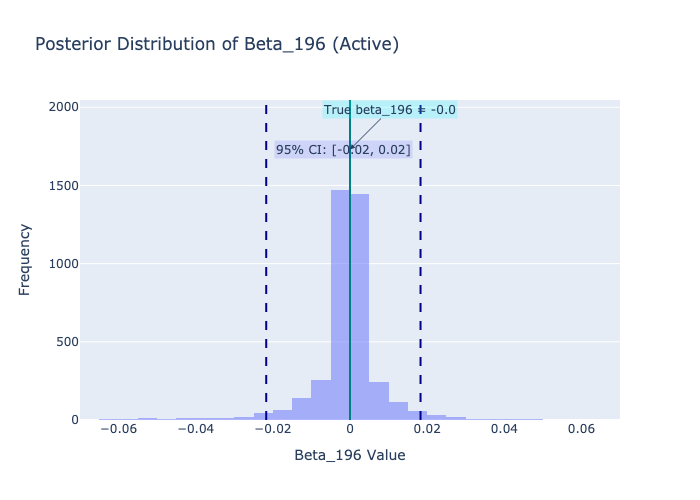 Posterior Distribution of Beta_196 (Active)
2000
True beta_196 = -0.0
95% CI: [-0.02, 0.02]
1500
1000
500
0
Frequency
−0.06
−0.04
−0.02
0
0.02
0.04
0.06
Beta_196 Value